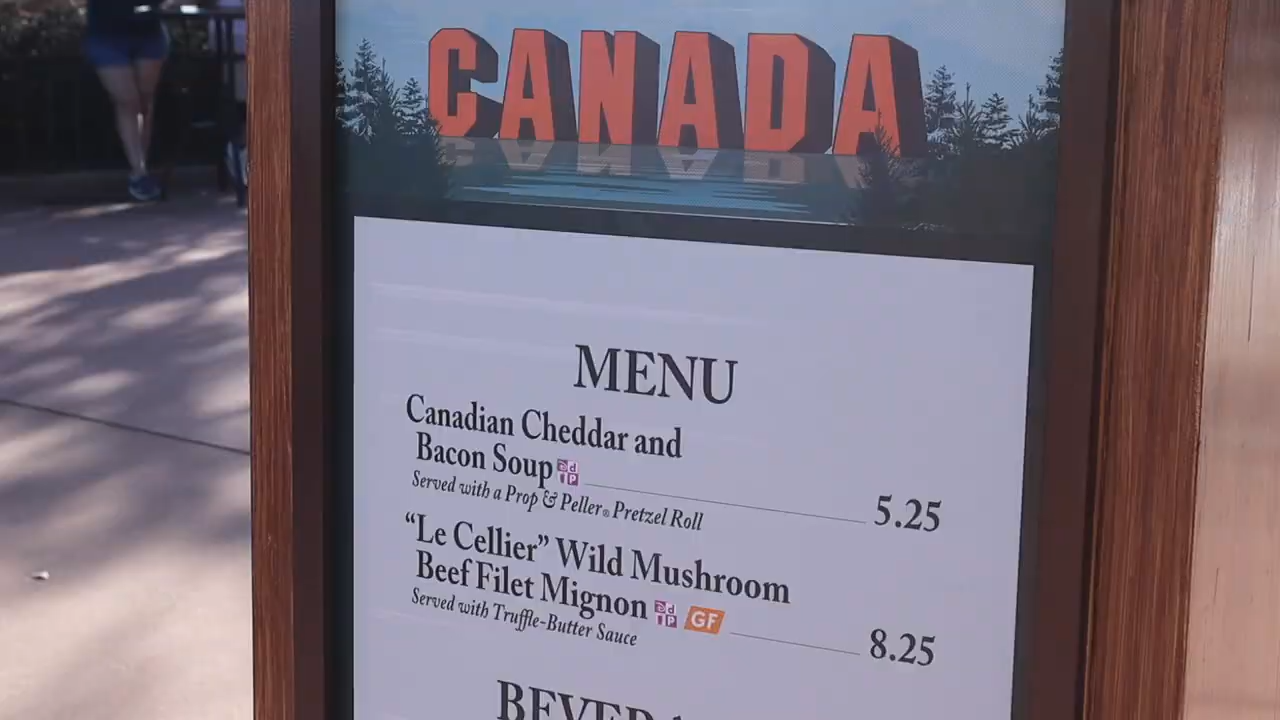 CANADA
MENU
Canadian Cheddar and
Bacon Soup
5.25
Served with a Prop & Peller® Pretzel Roll
“Le Cellier” Wild Mushroom
Beef Filet Mignon GF
8.25
Served with Truffle-Butter Sauce